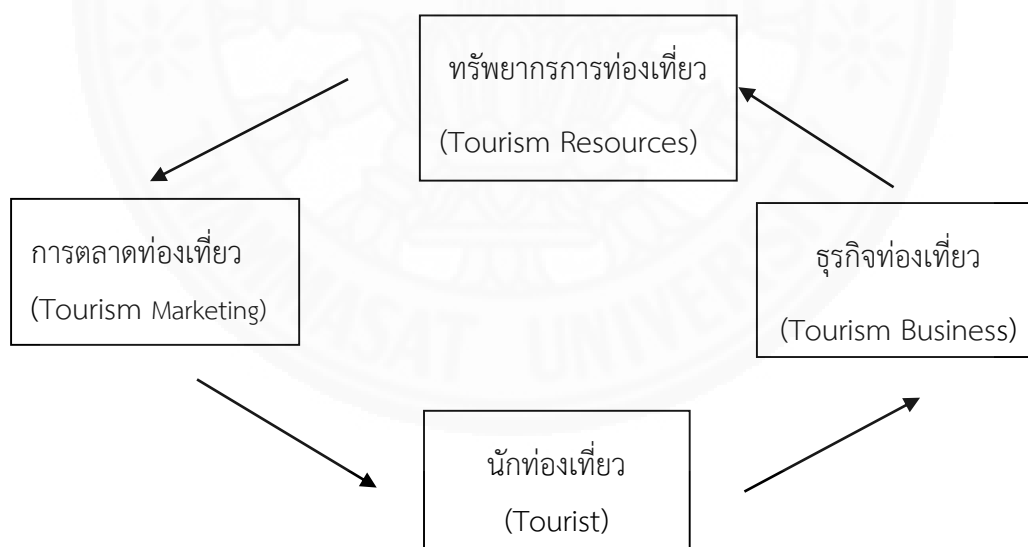 ทรัพยากรการท่องเที่ยว
(Tourism Resources)
การตลาดท่องเที่ยว
(Tourism Marketing)
ธุรกิจท่องเที่ยว
(Tourism Business)
นักท่องเที่ยว
(Tourist)
THAMMASAT UNIVERSITY